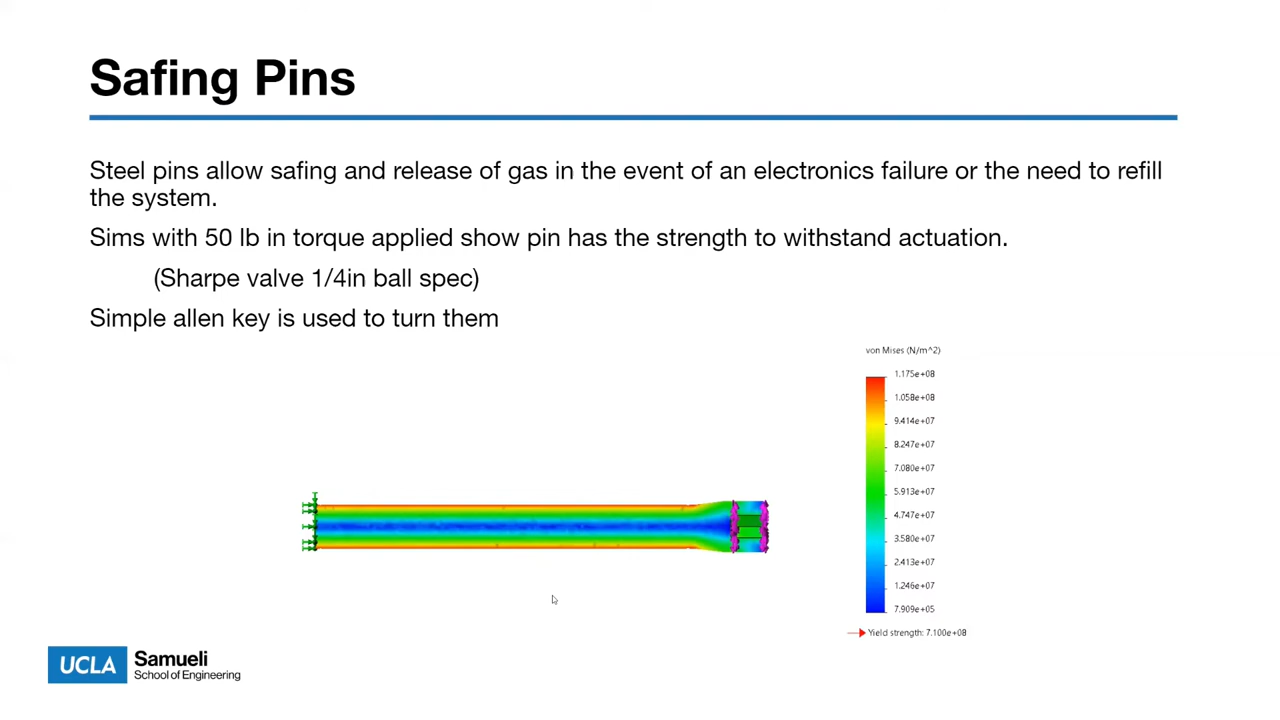 Safing Pins
Steel pins allow safing and release of gas in the event of an electronics failure or the need to refill
the system.
Sims with 50 lb in torque applied show pin has the strength to withstand actuation.
(Sharpe valve 1/4in ball spec)
Simple allen key is used to turn them
von Mises (N/m^2)
1.175e+08
1.058e+08
9.414e+07
8.247e+07
7.080e+07
5.913e+07
4.747e+07
3.580e+07
2.413e+07
1.246e+07
7.909e+05
Yield strength: 7.100e+08
UCLA Samueli
School of Engineering